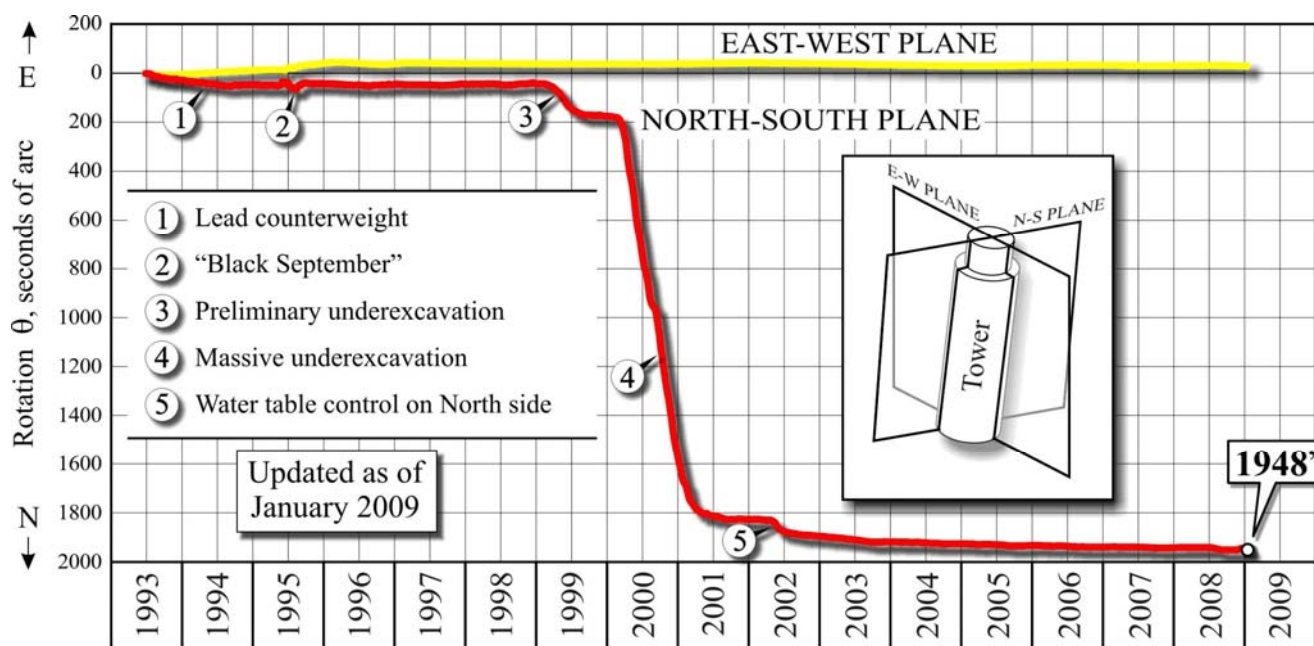 200
↑
E
0
200
400
600
800
1000
1200
1400
1600
1800
2000
N
↓
Rotation θ, seconds of arc
EAST-WEST PLANE
NORTH-SOUTH PLANE
1
2
3
4
5
1 Lead counterweight
2 “Black September”
3 Preliminary underexcavation
4 Massive underexcavation
5 Water table control on North side
Updated as of
January 2009
E-W PLANE
N-S PLANE
Tower
1948"
1993 1994 1995 1996 1997 1998 1999 2000 2001 2002 2003 2004 2005 2006 2007 2008 2009